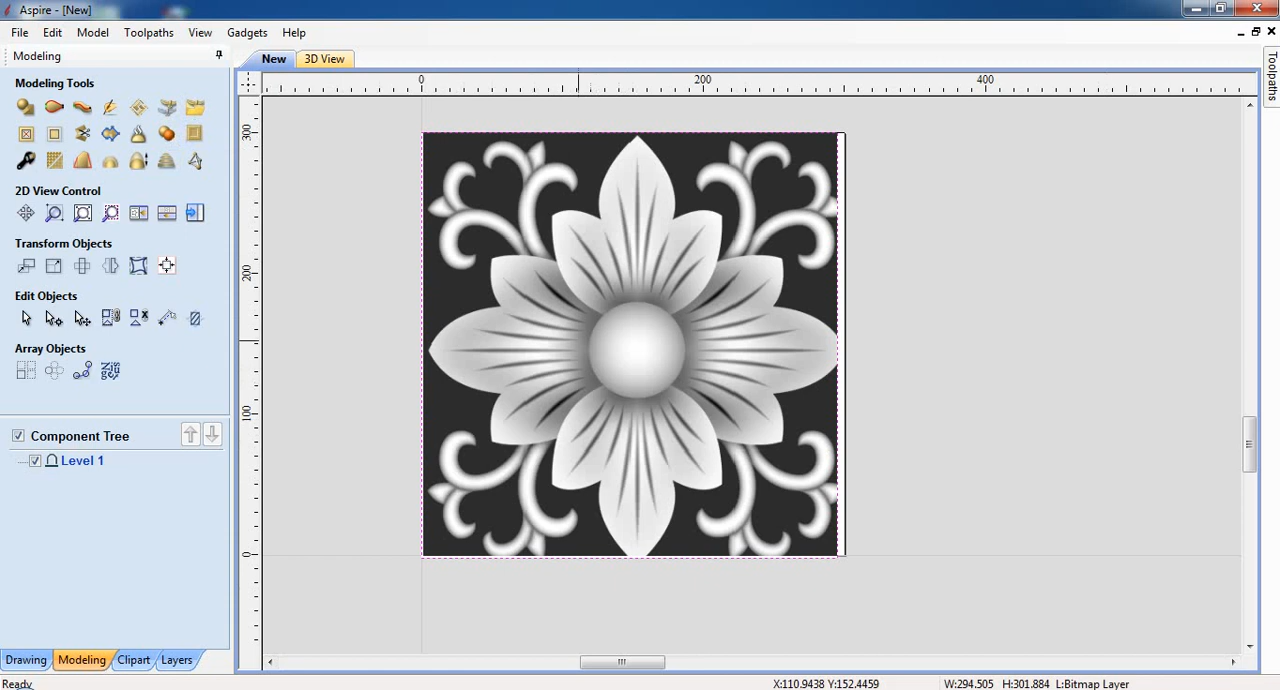 Aspire - [New]
File Edit Model Toolpaths View Gadgets Help
Modeling
New 3D View
Toolpaths
Modeling Tools
0 200 400
300
200
100
0
2D View Control
Transform Objects
Edit Objects
Array Objects
Component Tree
Level 1
Drawing Modeling Clipart Layers
Ready
X:110.9438 Y:152.4459
W:294.505 H:301.884 L:Bitmap Layer